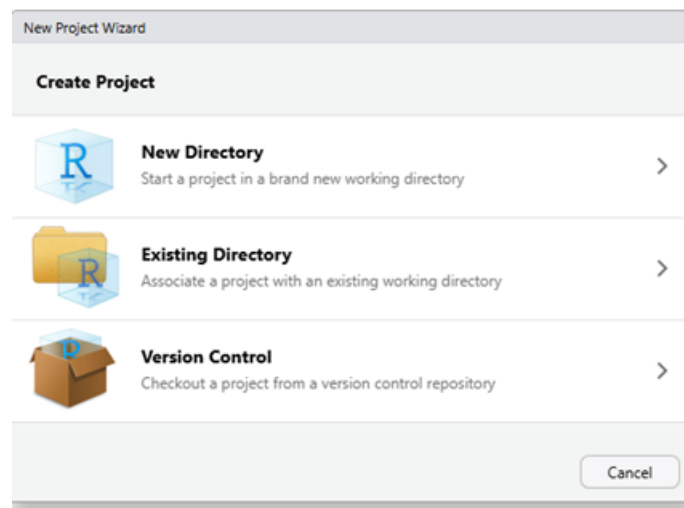 New Project Wizard
Create Project
R
New Directory
Start a project in a brand new working directory
R
Existing Directory
Associate a project with an existing working directory
R
Version Control
Checkout a project from a version control repository
Cancel